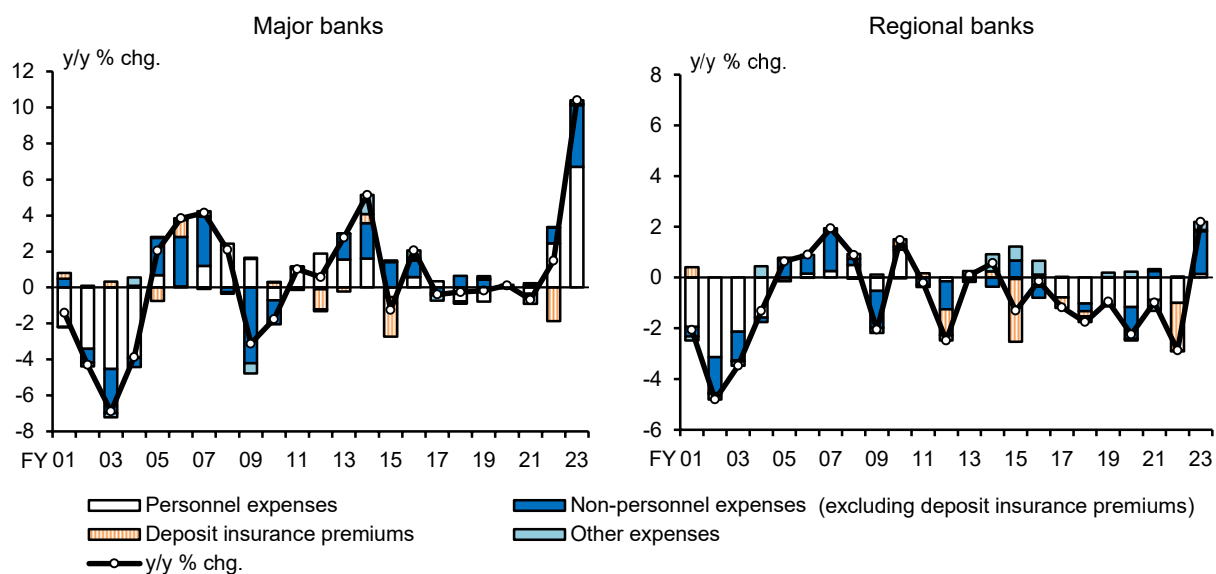 Major banks
y/y % chg.
12
10
8
6
4
2
0
-2
-4
-6
-8
FY 01 03 05 07 09 11 13 15 17 19 21 23
Regional banks
y/y % chg.
8
6
4
2
0
-2
-4
-6
FY 01 03 05 07 09 11 13 15 17 19 21 23
Personnel expenses
Non-personnel expenses (excluding deposit insurance premiums)
Deposit insurance premiums
Other expenses
y/y % chg.